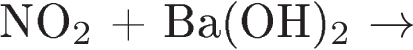 NO₂ + Ba(OH)₂ →